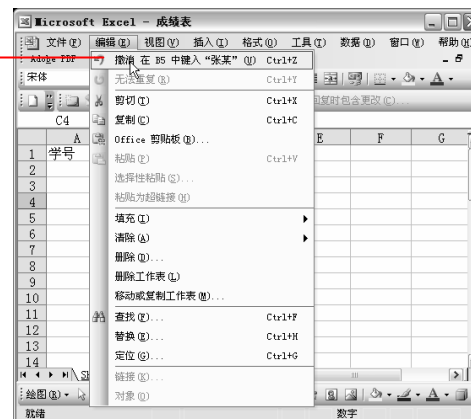 Microsoft Excel - 成绩表
文件(F) 编辑(E) 视图(V) 插入(I) 格式(O) 工具(T) 数据(D) 窗口(W) 帮助(H)
Adobe PDF
撤消 在 B5 中键入“张某”(U) Ctrl+Z
宋体
无法重复(R) Ctrl+Y
剪切(T) Ctrl+X
回复时包含更改(C)...
C4
复制(C) Ctrl+C
Office 剪贴板(B)...
A E F G
1 学号
粘贴(P) Ctrl+V
2
选择性粘贴(S)...
3
粘贴为超链接(H)
4
5
填充(I)
6
清除(A)
7
删除(D)...
8
删除工作表(L)
9
移动或复制工作表(M)...
10
11
查找(F)... Ctrl+F
12
替换(E)... Ctrl+H
13
定位(G)... Ctrl+G
14
链接(K)...
对象(O)
绘图(R)
就绪 数字